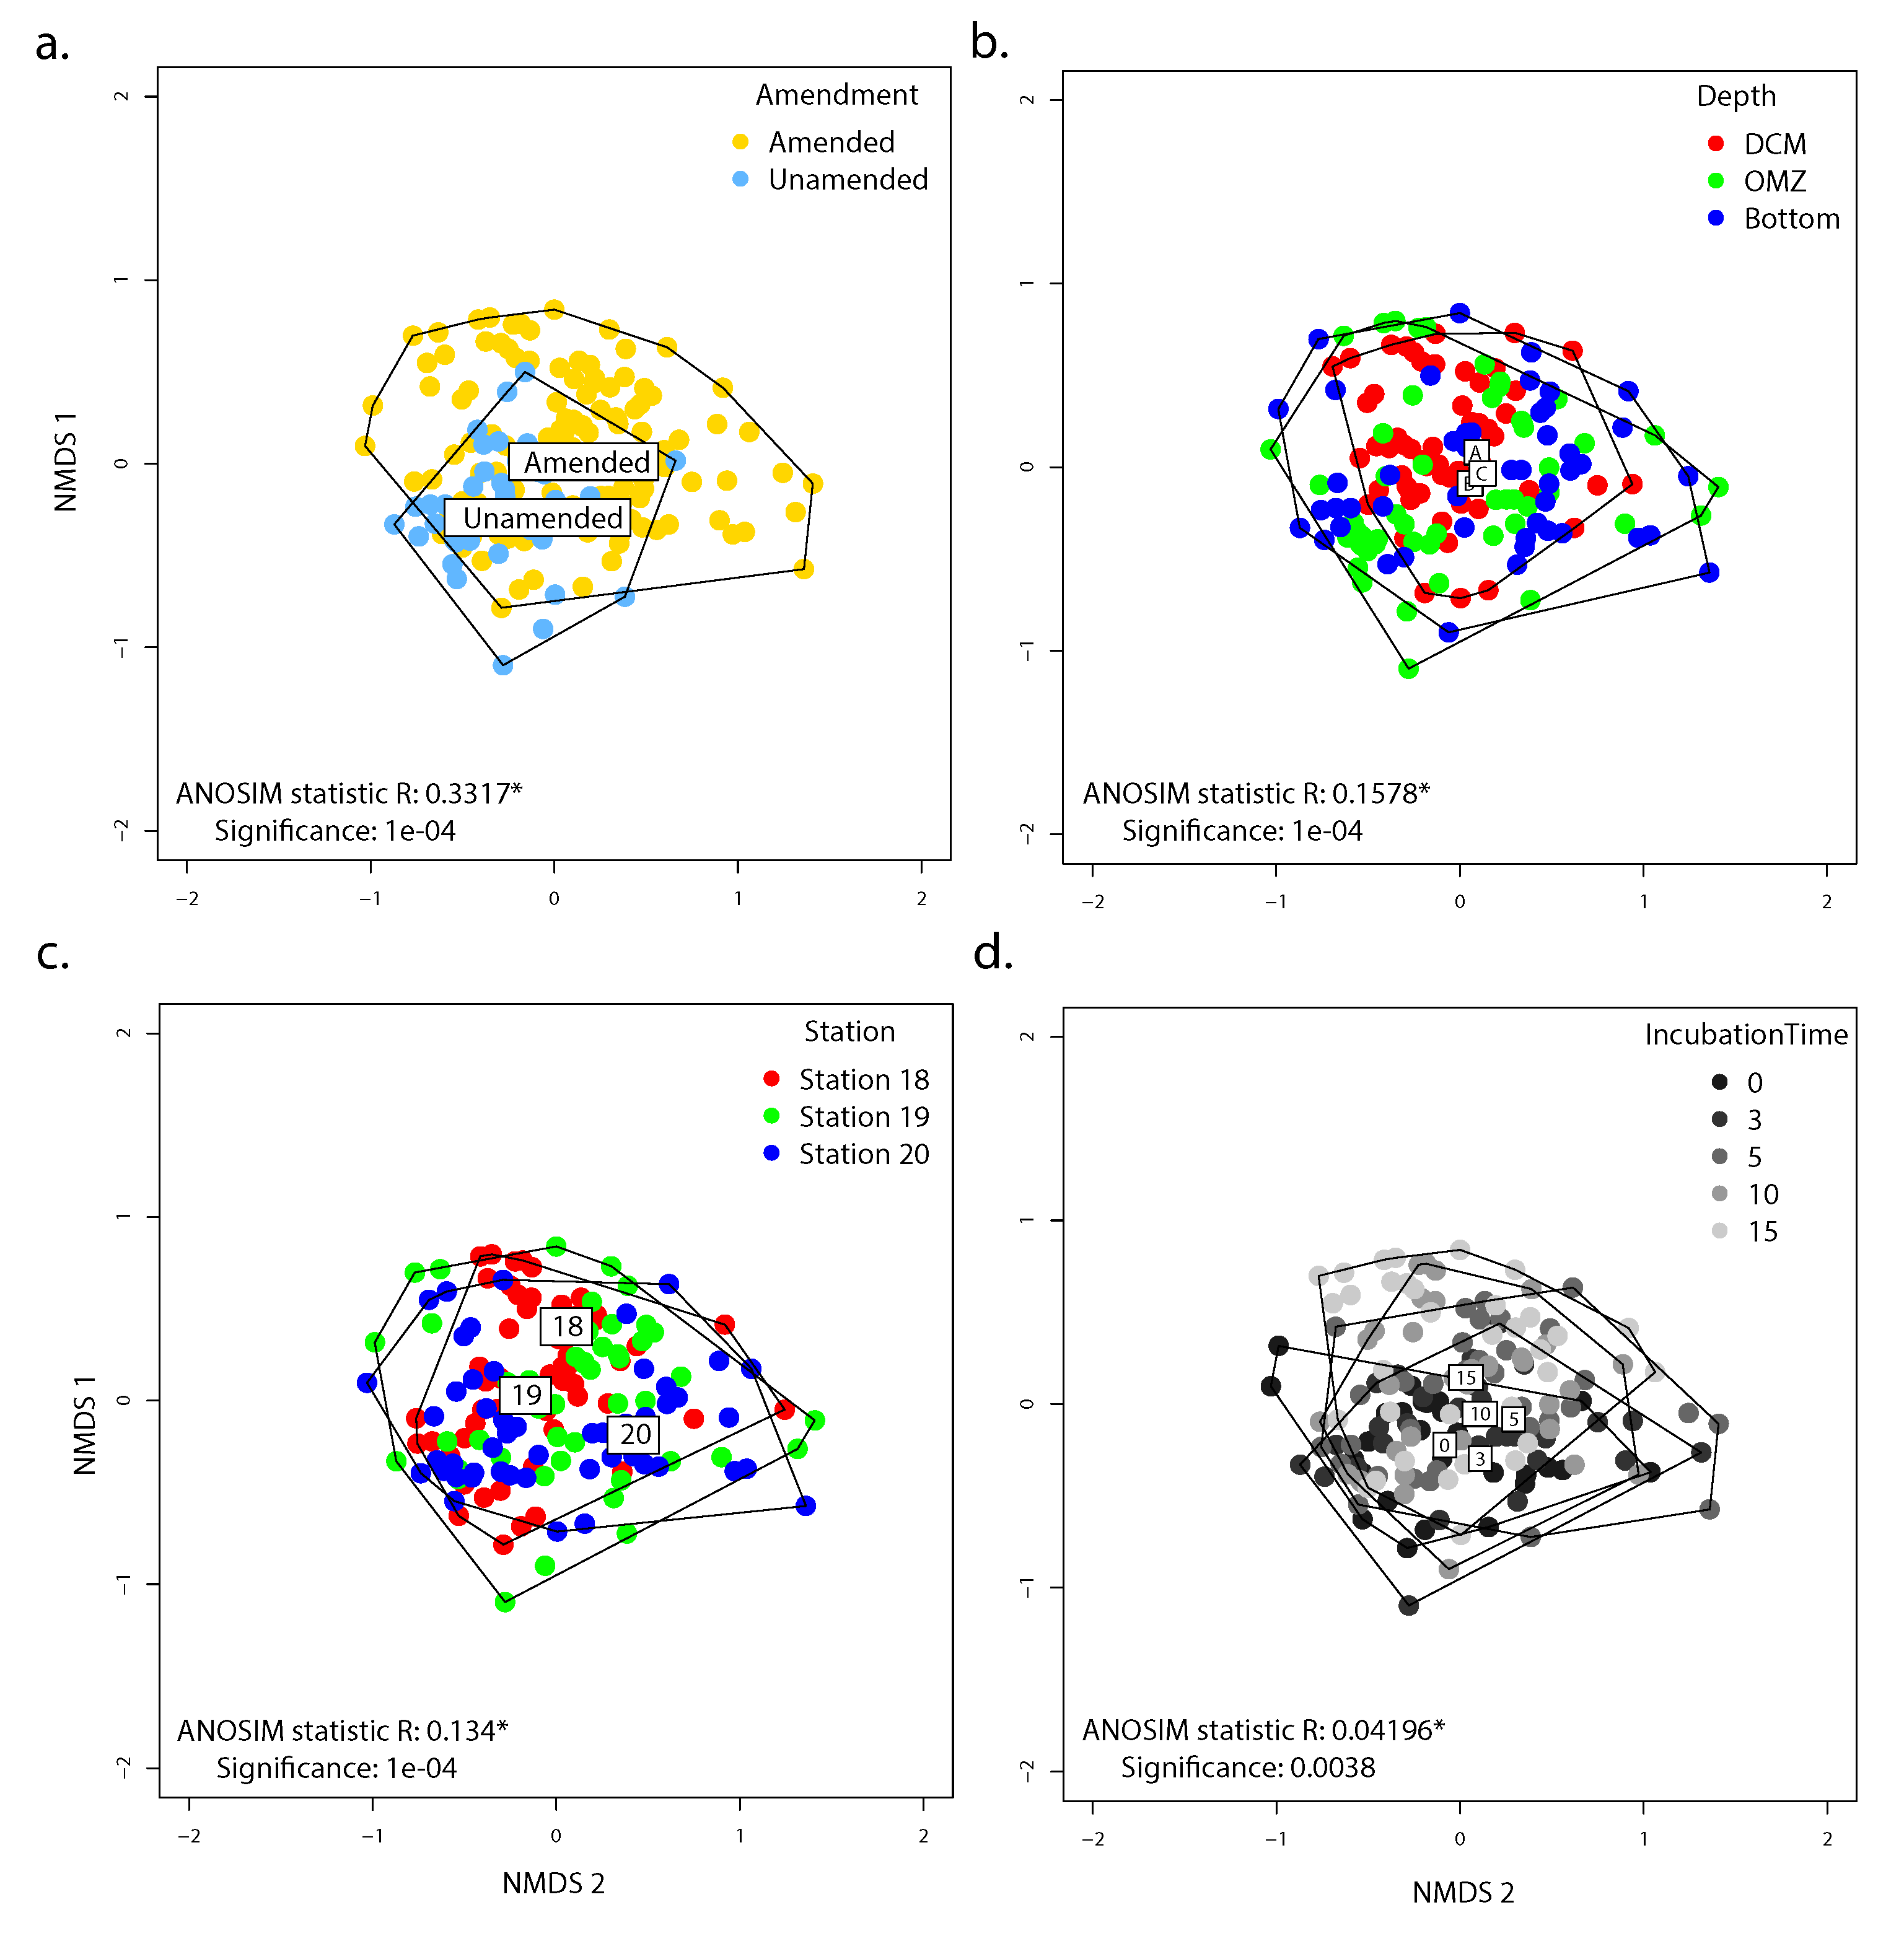 a.
Amendment
Amended
Unamended
2
1
0
−1
−2
NMDS 1
Amended
Unamended
ANOSIM statistic R: 0.3317*
Significance: 1e-04
−2 −1 0 1 2
b.
Depth
DCM
OMZ
Bottom
2
1
0
−1
−2
A
C
B
ANOSIM statistic R: 0.1578*
Significance: 1e-04
−2 −1 0 1 2
c.
Station
Station 18
Station 19
Station 20
2
1
0
−1
−2
NMDS 1
18
19
20
ANOSIM statistic R: 0.134*
Significance: 1e-04
−2 −1 0 1 2
NMDS 2
d.
IncubationTime
0
3
5
10
15
2
1
0
−1
−2
15
10
5
0
3
ANOSIM statistic R: 0.04196*
Significance: 0.0038
−2 −1 0 1 2
NMDS 2